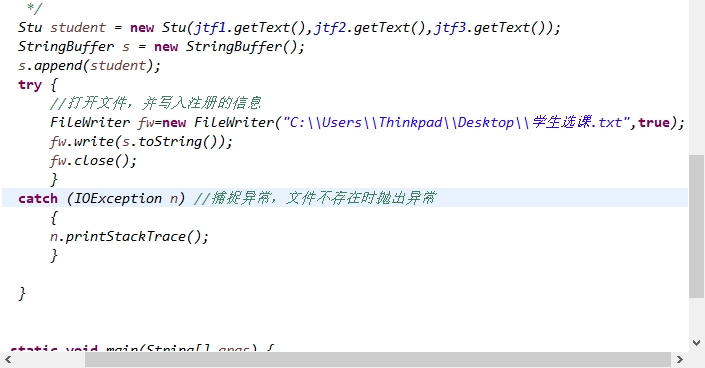 */
Stu student = new Stu(jtf1.getText(),jtf2.getText(),jtf3.getText());
StringBuffer s = new StringBuffer();
s.append(student);
try {
//打开文件，并写入注册的信息
FileWriter fw=new FileWriter("C:\\Users\\Thinkpad\\Desktop\\学生选课.txt",true);
fw.write(s.toString());
fw.close();
}
catch (IOException n) //捕捉异常，文件不存在时抛出异常
{
n.printStackTrace();
}
}
static void main(String[] args) {